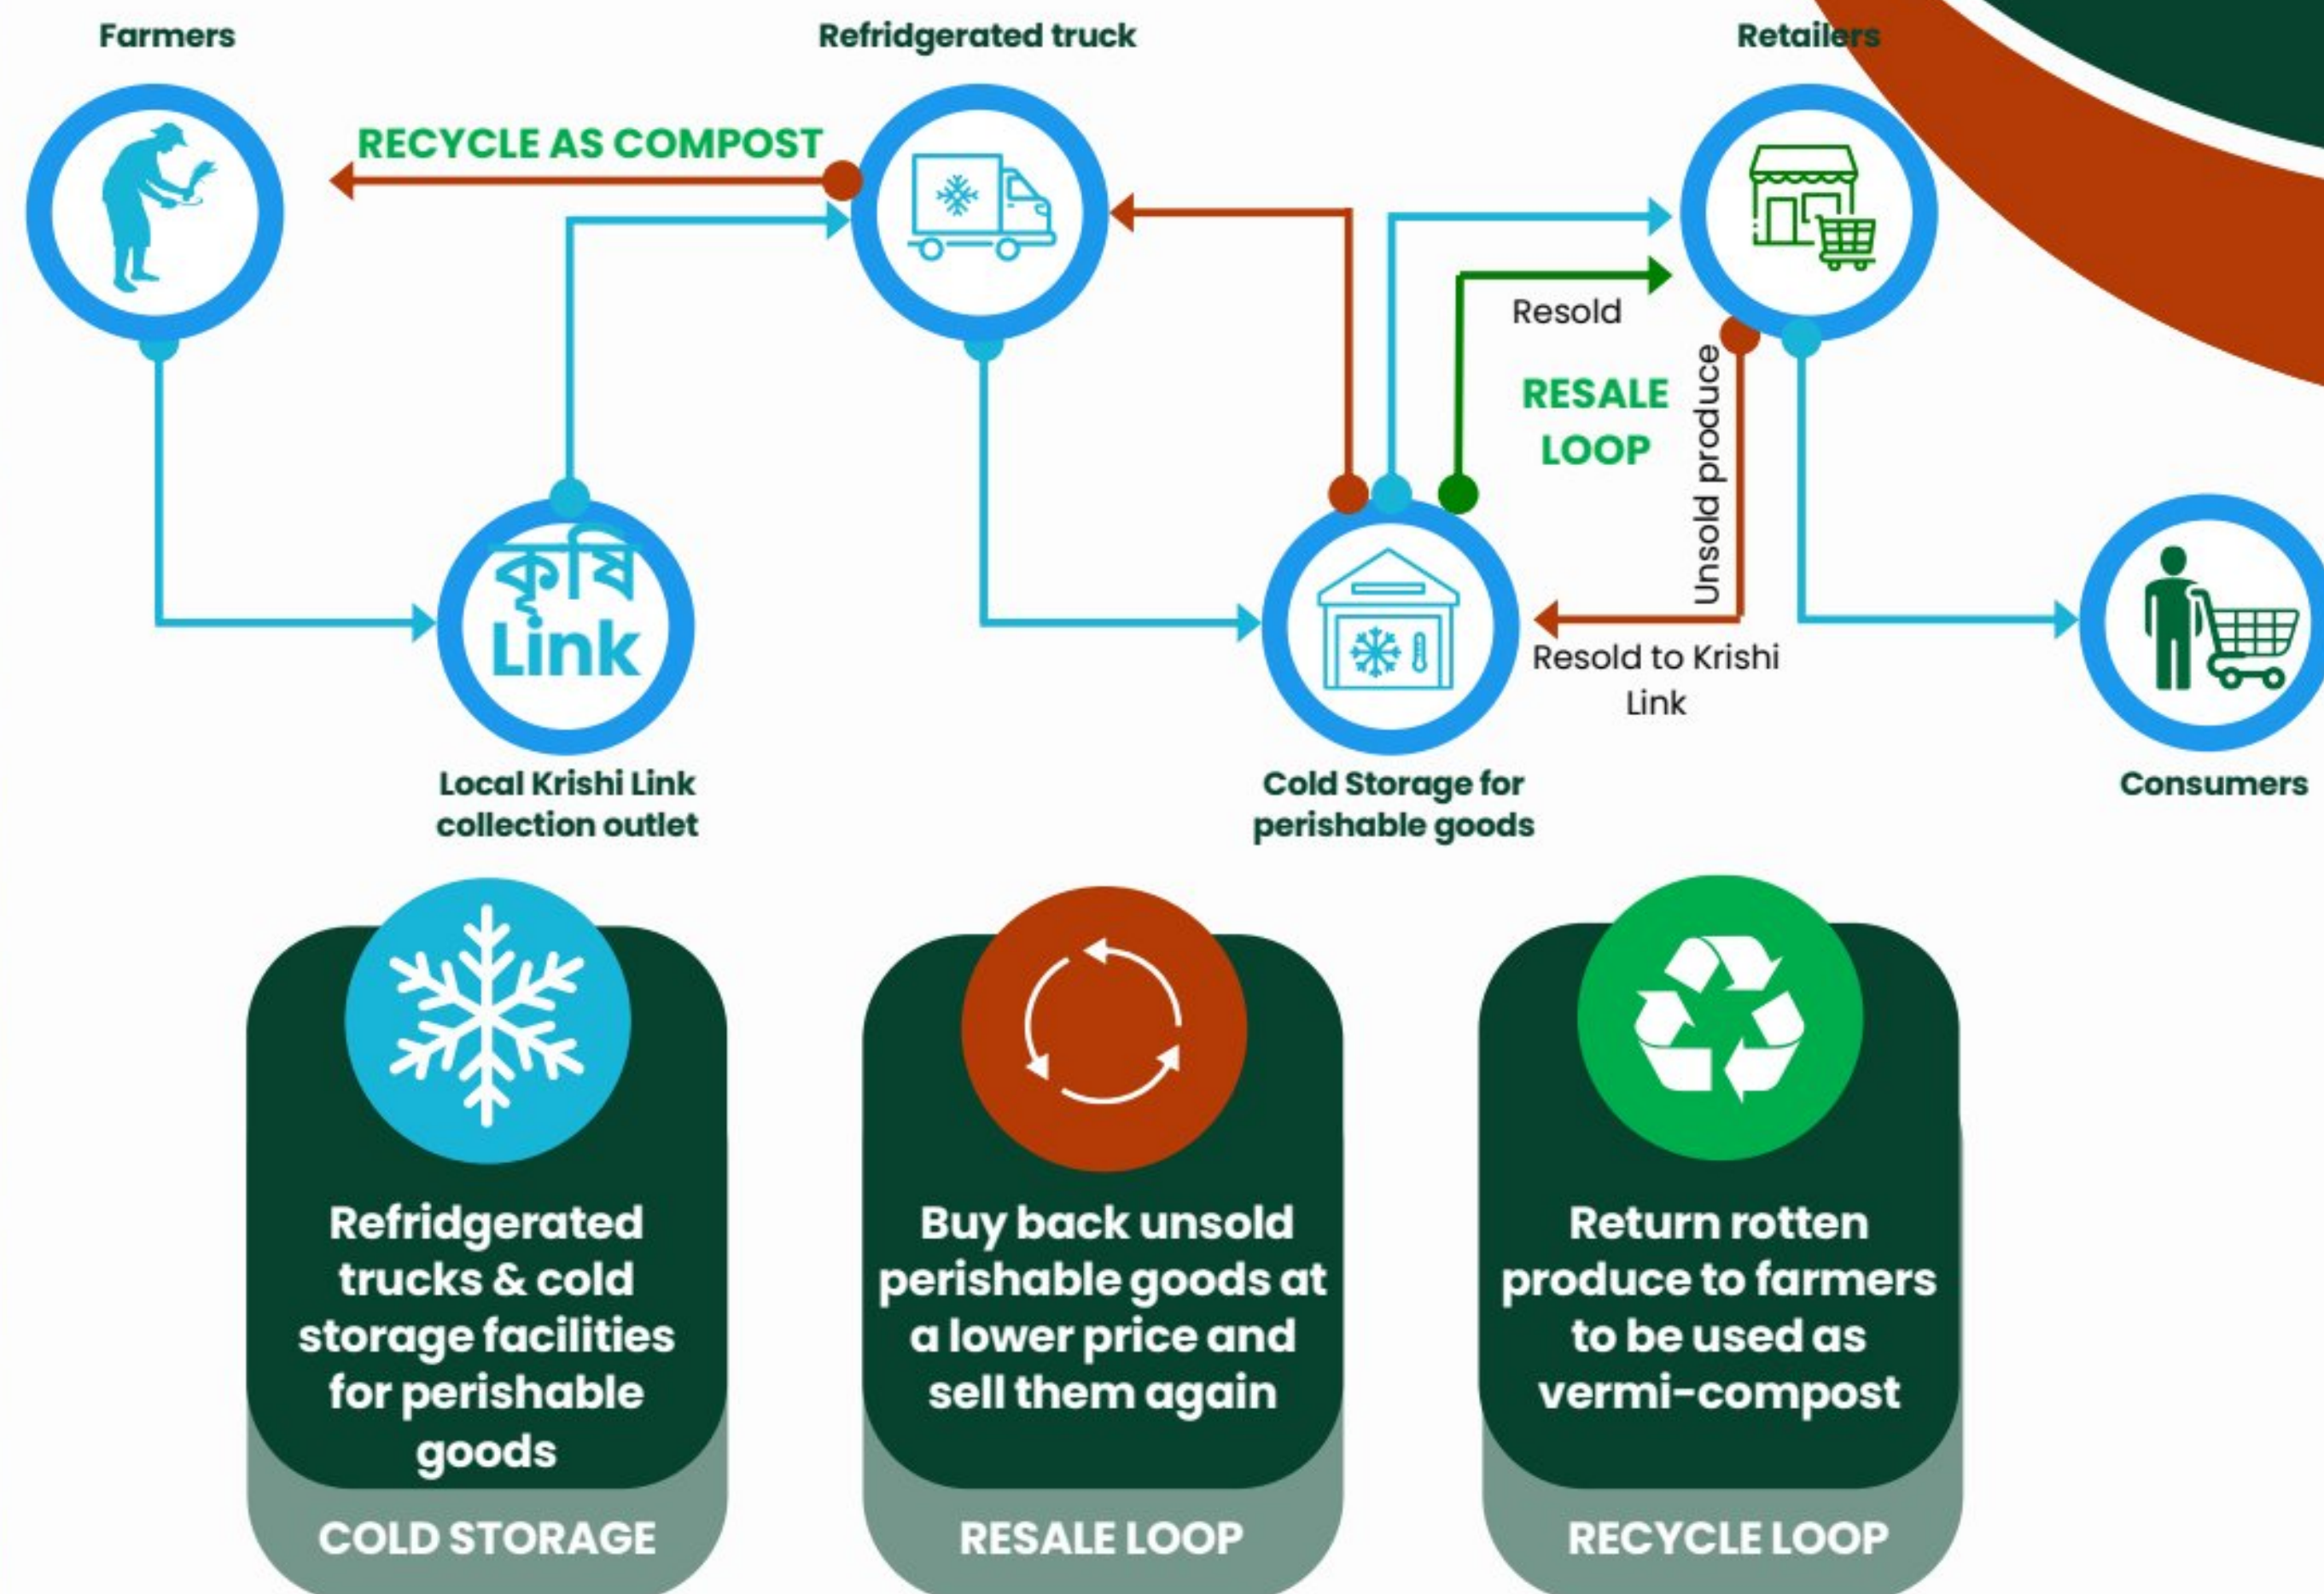 Farmers
Refridgerated truck
Retailers
RECYCLE AS COMPOST
Resold
RESALE
LOOP
Unsold produce
কৃষি
Link
Resold to Krishi
Link
Local Krishi Link
collection outlet
Cold Storage for
perishable goods
Consumers
Refridgerated
trucks & cold
storage facilities
for perishable
goods
COLD STORAGE
Buy back unsold
perishable goods at
a lower price and
sell them again
RESALE LOOP
Return rotten
produce to farmers
to be used as
vermi-compost
RECYCLE LOOP